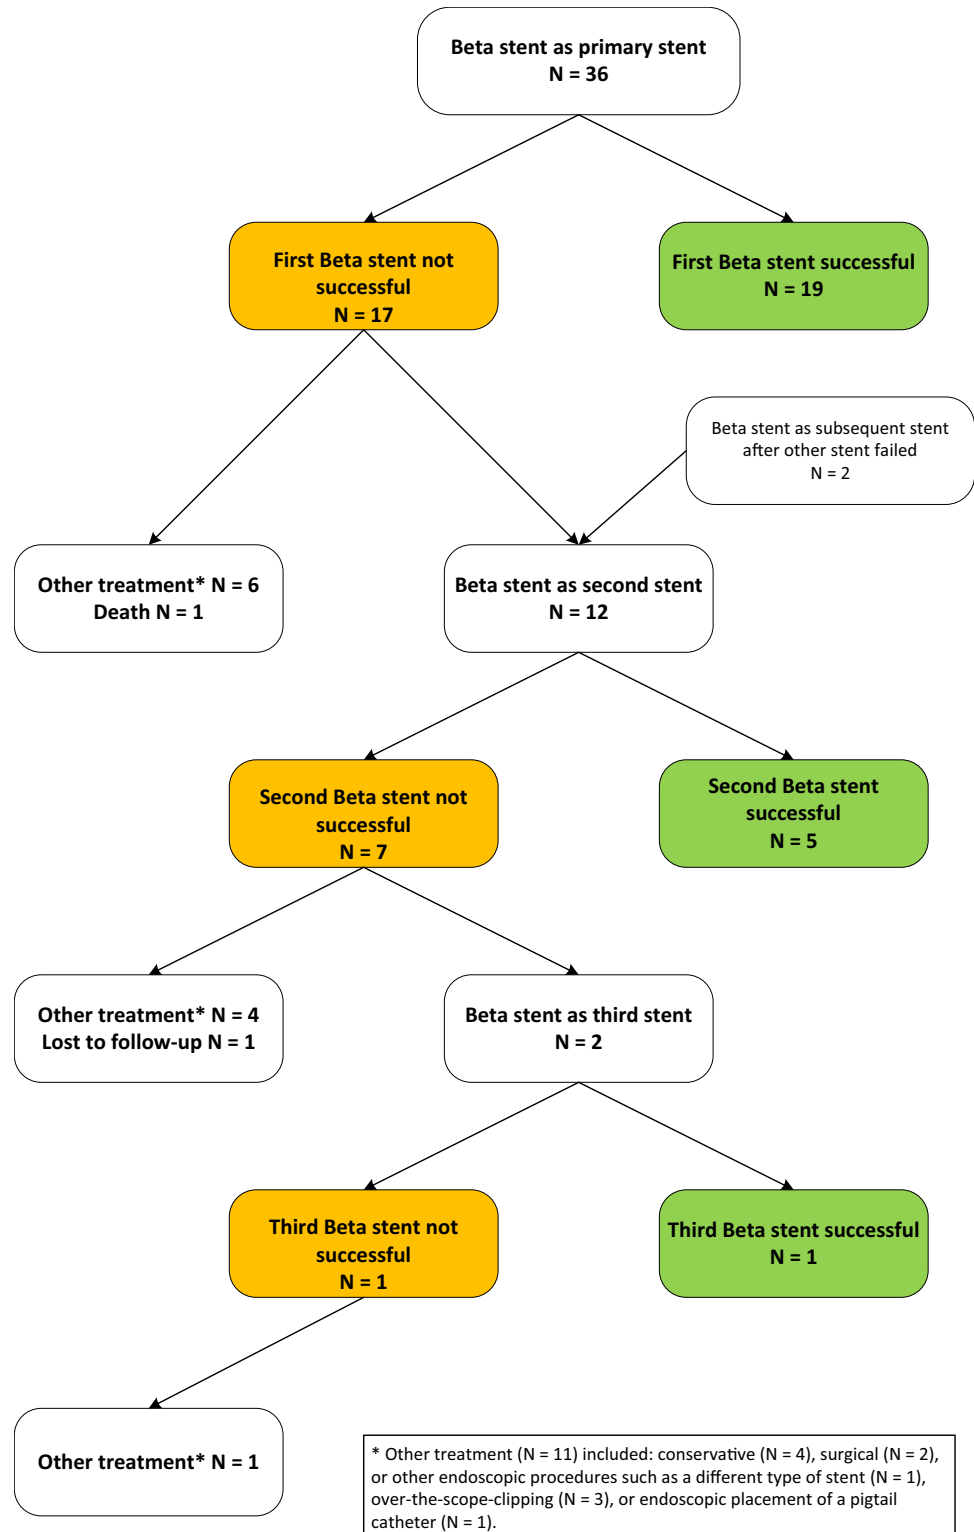 Beta stent as primary stent
N = 36
First Beta stent not
successful
N = 17
First Beta stent successful
N = 19
Beta stent as subsequent stent
after other stent failed
N = 2
Other treatment* N = 6
Death N = 1
Beta stent as second stent
N = 12
Second Beta stent not
successful
N = 7
Second Beta stent
successful
N = 5
Other treatment* N = 4
Lost to follow-up N = 1
Beta stent as third stent
N = 2
Third Beta stent not
successful
N = 1
Third Beta stent successful
N = 1
Other treatment* N = 1
* Other treatment (N = 11) included: conservative (N = 4), surgical (N = 2),
or other endoscopic procedures such as a different type of stent (N = 1),
over-the-scope-clipping (N = 3), or endoscopic placement of a pigtail
catheter (N = 1).